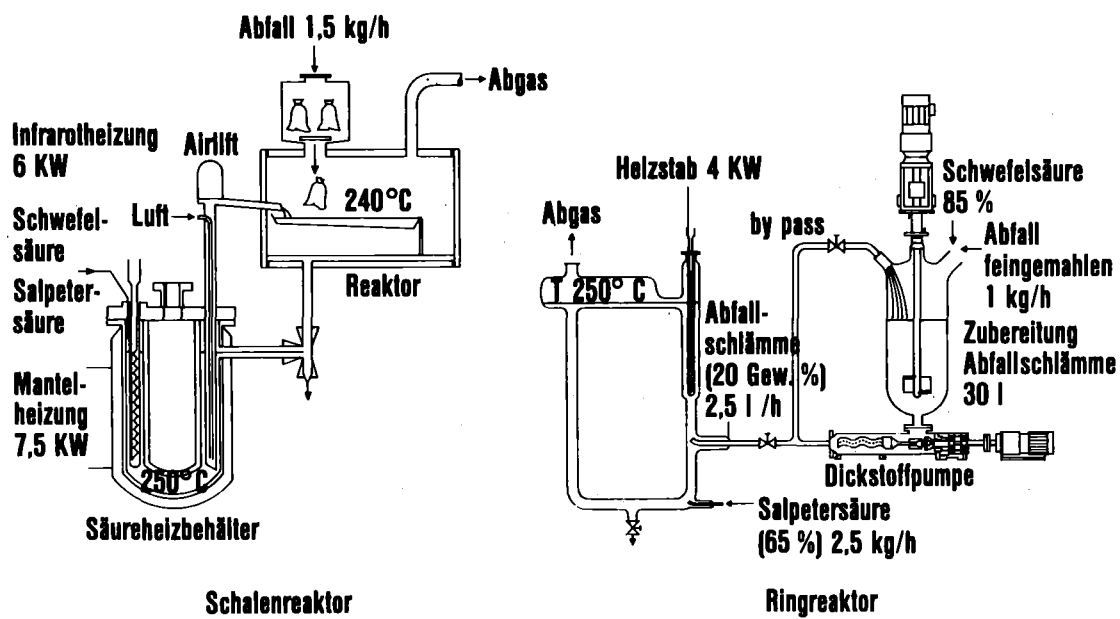 Abfall 1,5 kg/h
Abgas
Infrarotheizung
6 KW
Airlift
240°C
Luft
Schwefel-
säure
Salpeter-
säure
Reaktor
Mantel-
heizung
7,5 KW
250° C
Säureheizbehälter
Schalenreaktor
Heizstab 4 KW
Abgas
by pass
Schwefelsäure
85 %
Abfall
feingemahlen
1 kg/h
T 250° C
Abfall-
schlämme
(20 Gew. %)
2,5 l /h
Zubereitung
Abfallschlämme
30 l
Dickstoffpumpe
Salpetersäure
(65 %) 2,5 kg/h
Ringreaktor